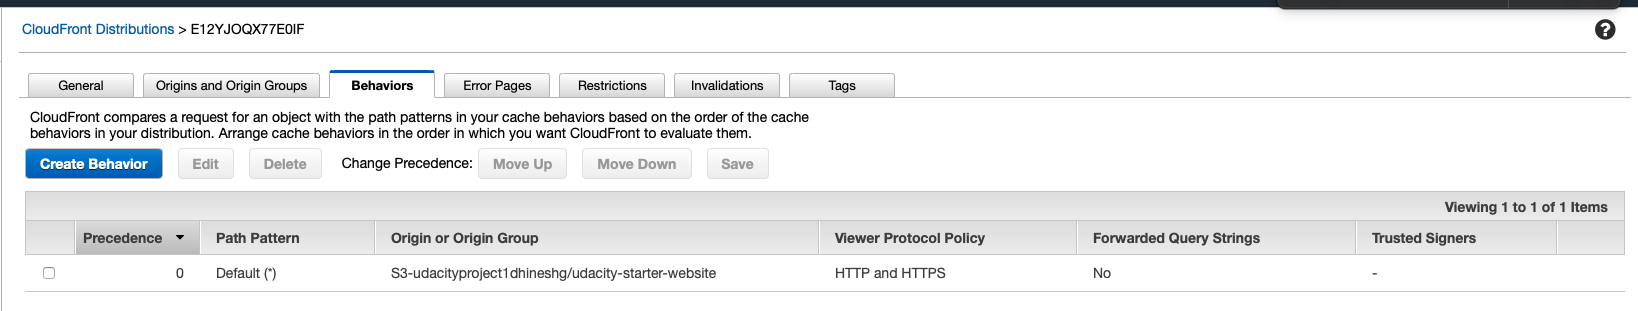 CloudFront Distributions > E12YJOQX77E0IF
?
General Origins and Origin Groups Behaviors Error Pages Restrictions Invalidations Tags
CloudFront compares a request for an object with the path patterns in your cache behaviors based on the order of the cache
behaviors in your distribution. Arrange cache behaviors in the order in which you want CloudFront to evaluate them.
Create Behavior Edit Delete Change Precedence: Move Up Move Down Save
Viewing 1 to 1 of 1 Items
Precedence Path Pattern Origin or Origin Group Viewer Protocol Policy Forwarded Query Strings Trusted Signers
0 Default (*) S3-udacityproject1dhineshg/udacity-starter-website HTTP and HTTPS No -